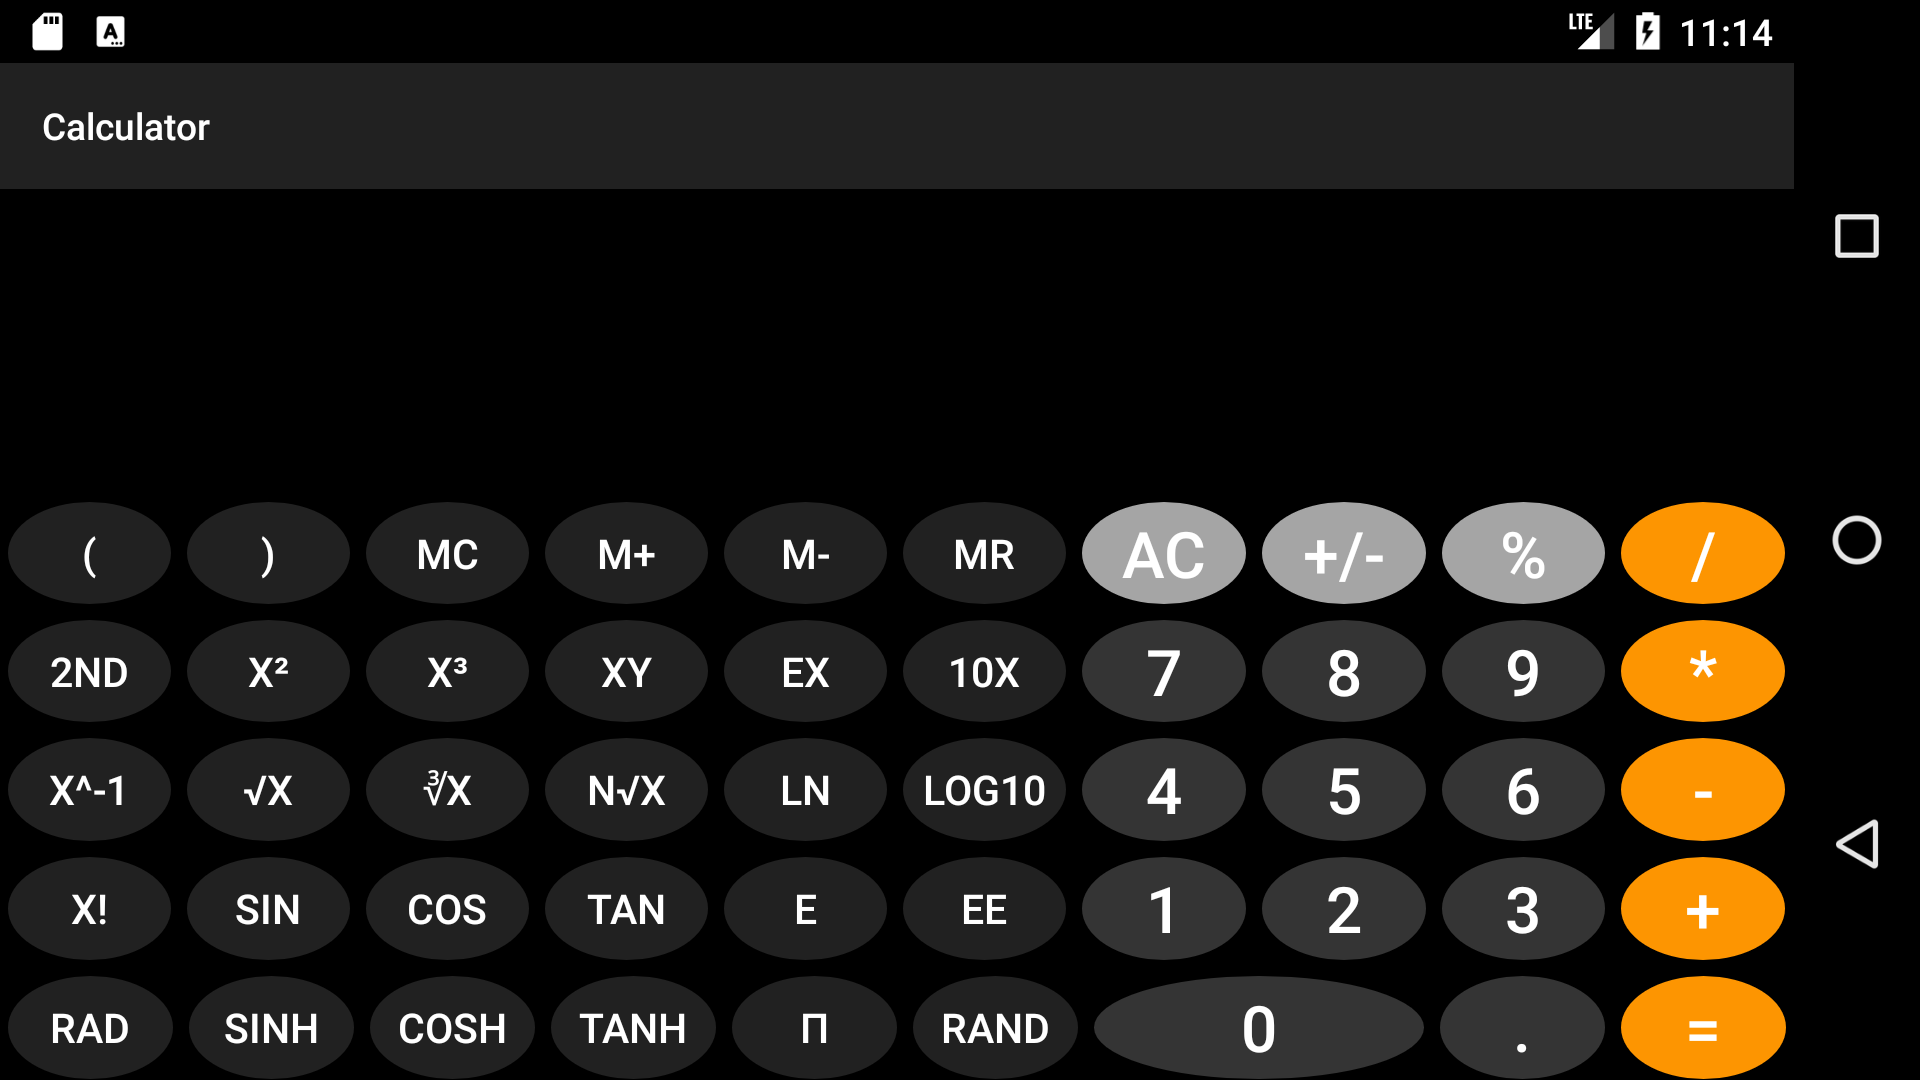 LTE 11:14
Calculator
( ) MC M+ M- MR AC +/- % /
2ND X² X³ XY EX 10X 7 8 9 *
X^-1 √X ∛X N√X LN LOG10 4 5 6 -
X! SIN COS TAN E EE 1 2 3 +
RAD SINH COSH TANH Π RAND 0 . =